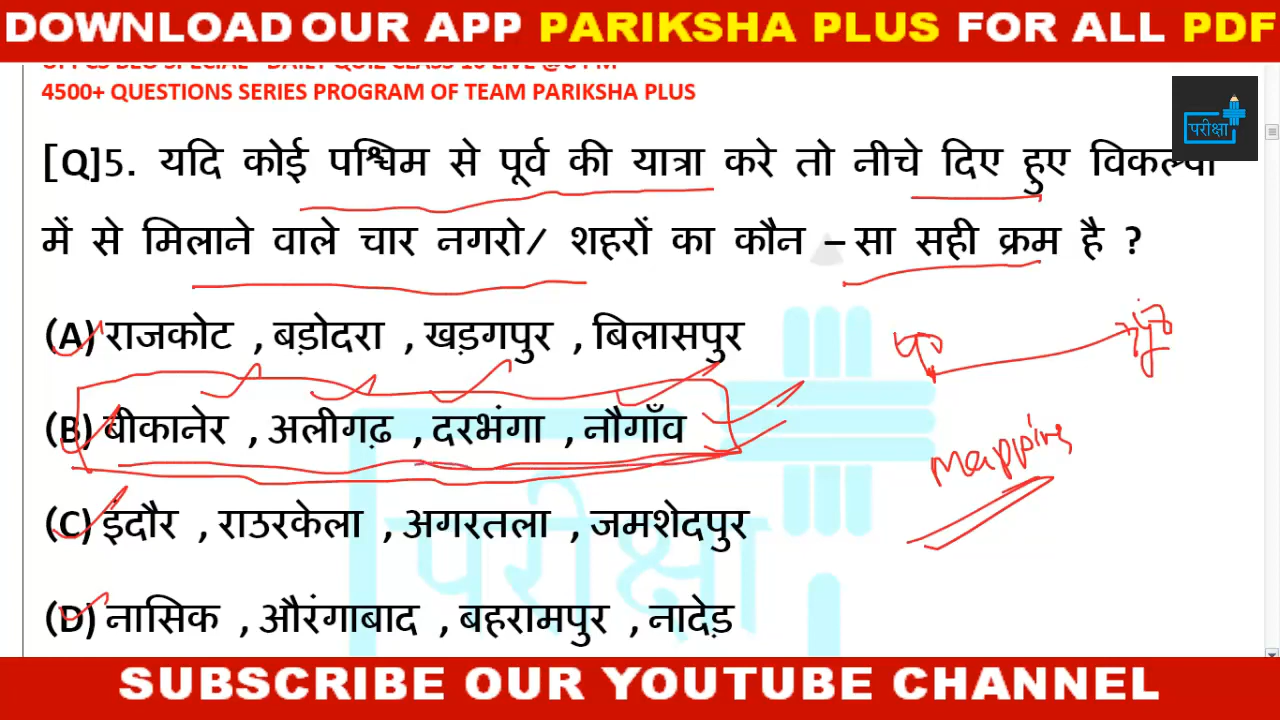 DOWNLOAD OUR APP PARIKSHA PLUS FOR ALL PDF
4500+ QUESTIONS SERIES PROGRAM OF TEAM PARIKSHA PLUS
परीक्षा
[Q]5. यदि कोई पश्चिम से पूर्व की यात्रा करे तो नीचे दिए हुए विकल्पो
में से मिलाने वाले चार नगरो/ शहरों का कौन –सा सही क्रम है ?
(A) राजकोट , बड़ोदरा , खड़गपुर , बिलासपुर
प पू
(B) बीकानेर , अलीगढ़ , दरभंगा , नौगाँव
mapping
(C) इंदौर , राउरकेला , अगरतला , जमशेदपुर
परीक्षा
(D) नासिक , औरंगाबाद , बहरामपुर , नादेड़
SUBSCRIBE OUR YOUTUBE CHANNEL